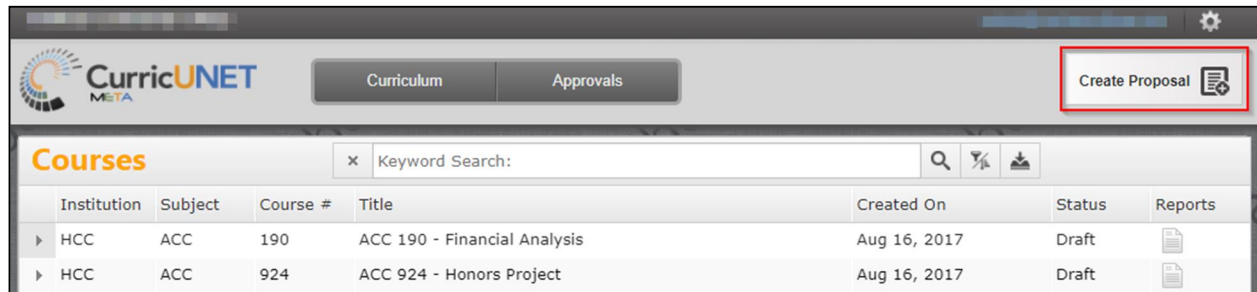 CurricUNET
META
Curriculum Approvals
Create Proposal
Courses
Keyword Search:
Institution Subject Course # Title Created On Status Reports
HCC ACC 190 ACC 190 - Financial Analysis Aug 16, 2017 Draft
HCC ACC 924 ACC 924 - Honors Project Aug 16, 2017 Draft